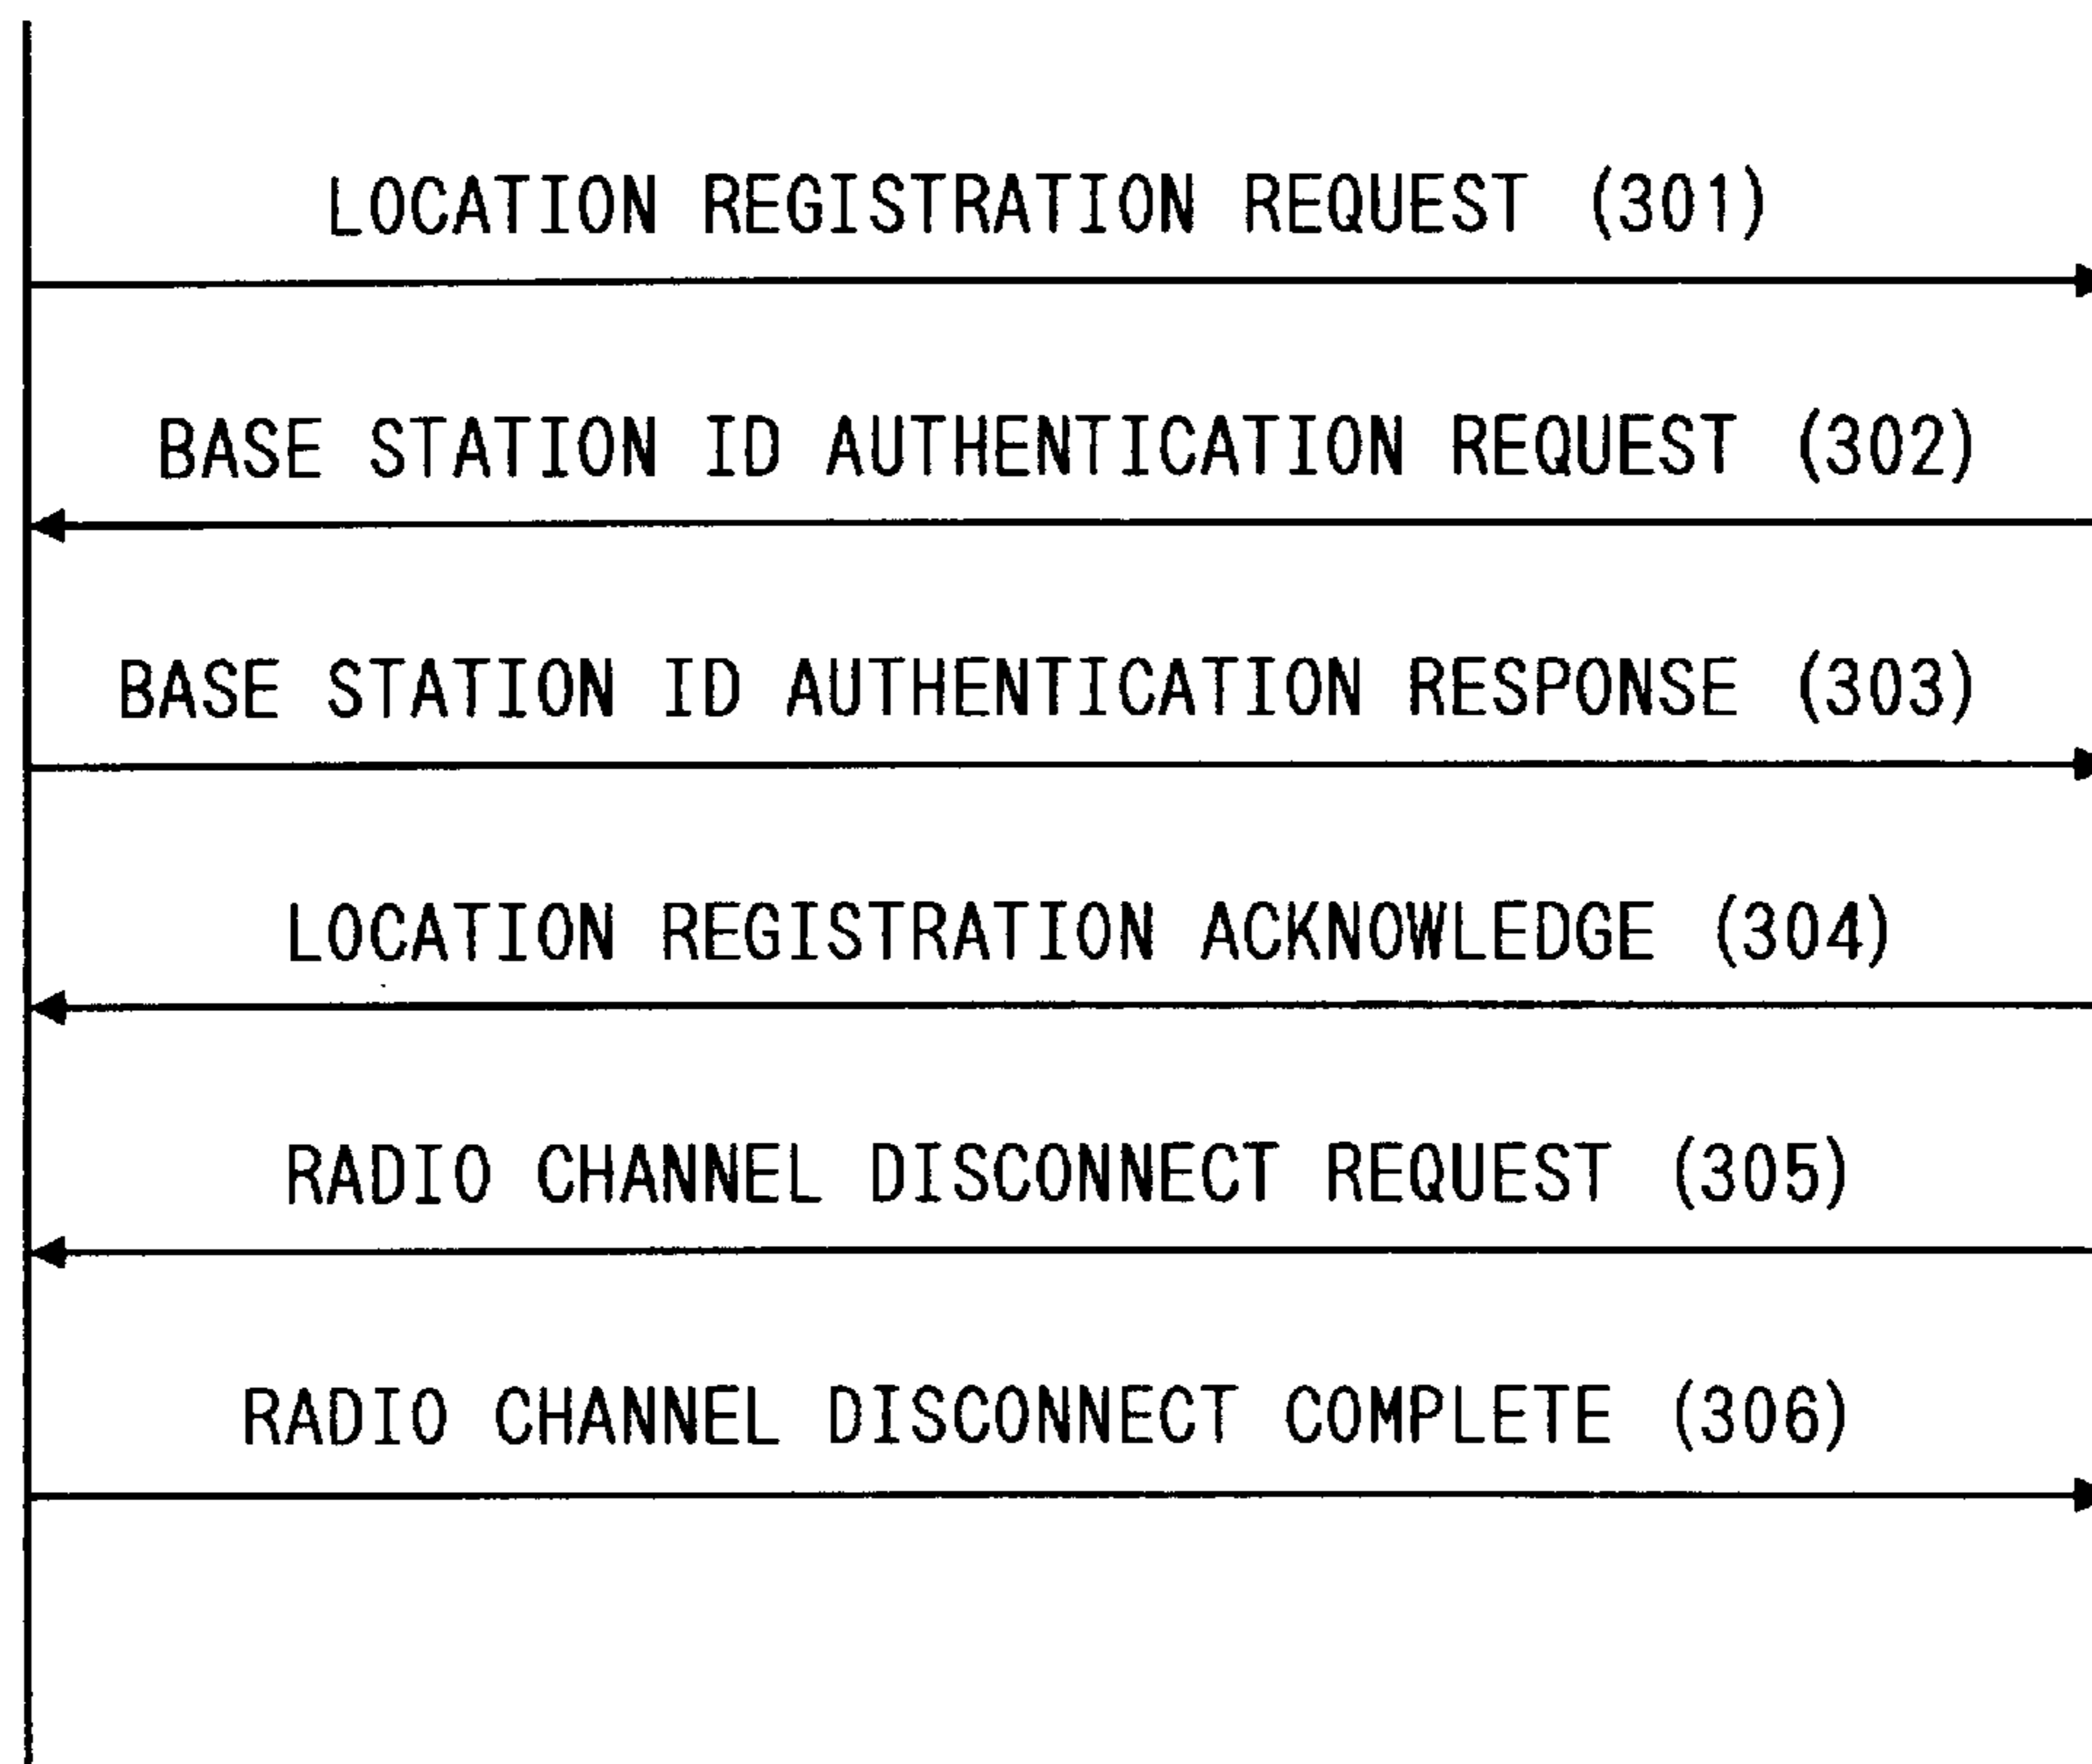 LOCATION REGISTRATION REQUEST (301)
BASE STATION ID AUTHENTICATION REQUEST (302)
BASE STATION ID AUTHENTICATION RESPONSE (303)
LOCATION REGISTRATION ACKNOWLEDGE (304)
RADIO CHANNEL DISCONNECT REQUEST (305)
RADIO CHANNEL DISCONNECT COMPLETE (306)